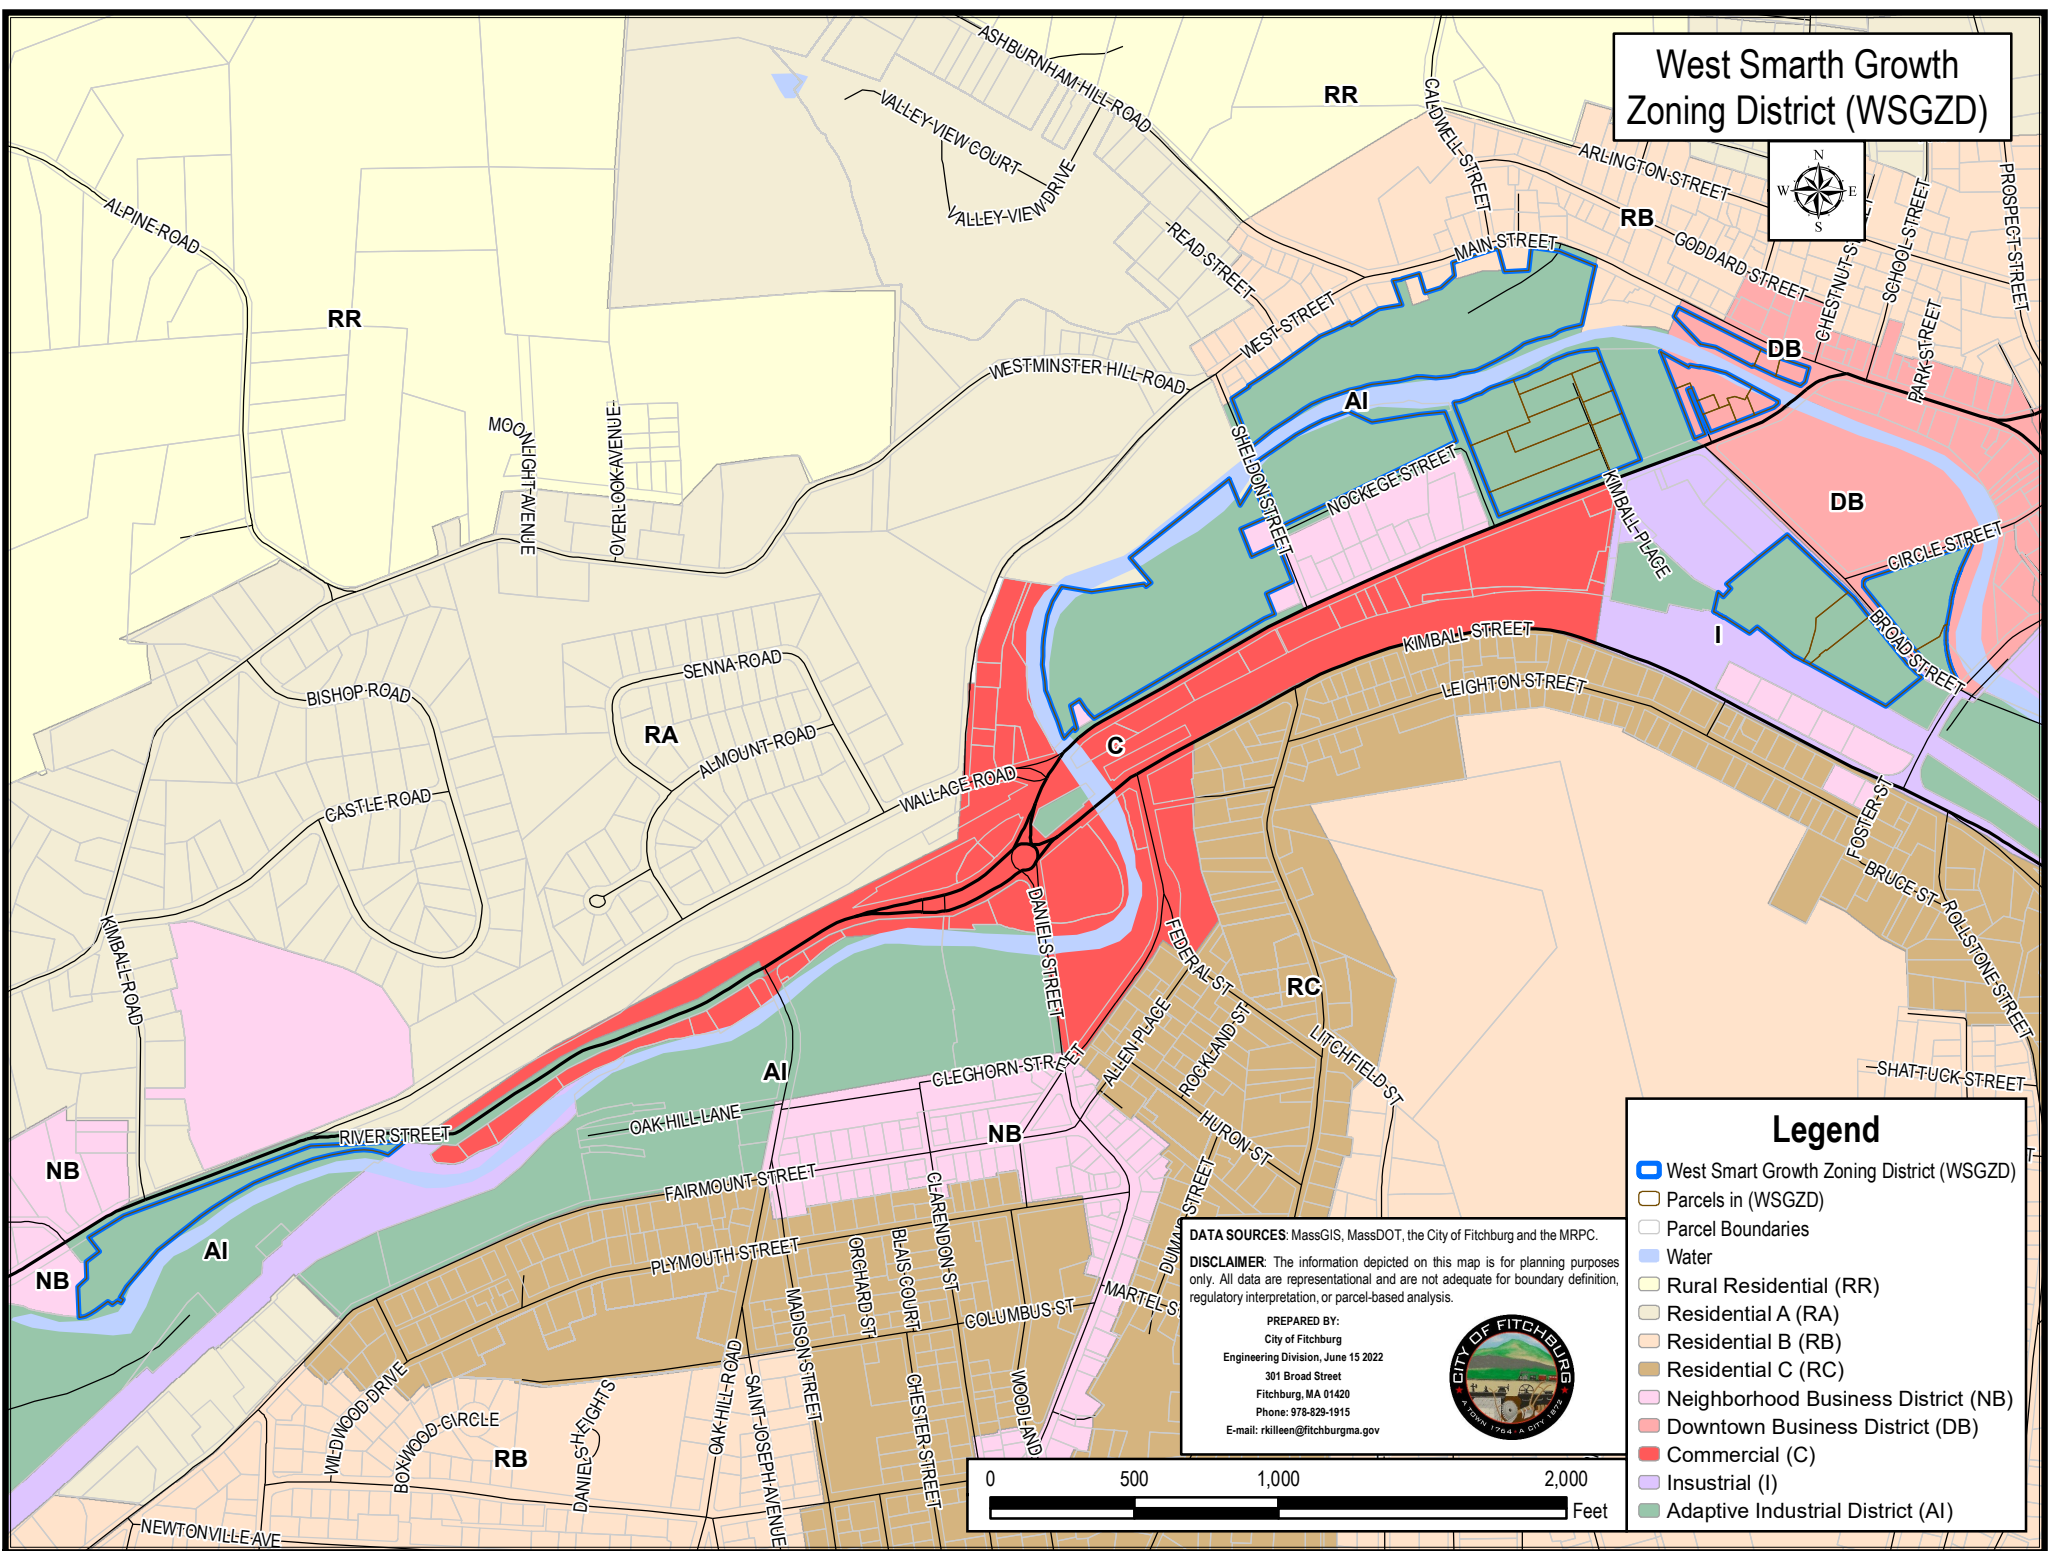 West Smarth Growth
Zoning District (WSGZD)
N
W E
S
ASHBURNHAM HILL ROAD
VALLEY VIEW COURT
VALLEY VIEW DRIVE
RR
CALDWELL STREET
ARLINGTON STREET
PROSPECT STREET
ALPINE ROAD
READ STREET
MAIN STREET
RB
GODDARD STREET
CHESTNUT S
SCHOOL STREET
PARK STREET
RR
WEST STREET
WESTMINSTER HILL ROAD
DB
AI
MOONLIGHT AVENUE
OVERLOOK AVENUE
SHELDON STREET
NOCKEGE STREET
KIMBALL PLACE
DB
CIRCLE STREET
BROAD STREET
I
KIMBALL STREET
LEIGHTON STREET
SENNA ROAD
BISHOP ROAD
RA
ALMOUNT ROAD
C
WALLACE ROAD
CASTLE ROAD
FOSTER ST
BRUCE ST
ROLLSTONE STREET
KIMBALL ROAD
DANIELS STREET
FEDERAL ST
RC
ALLEN PLACE
ROCKLAND ST
LITCHFIELD ST
AI
CLEGHORN STREET
SHATTUCK STREET
OAK HILL LANE
HURON ST
RIVER STREET
NB
NB
FAIRMOUNT STREET
CLARENDON ST
AI
NB
PLYMOUTH STREET
ORCHARD ST
BLAIS COURT
COLUMBUS ST
MARTEL S
MADISON STREET
WILDWOOD DRIVE
BOXWOOD CIRCLE
DANIELS HEIGHTS
OAK HILL ROAD
SAINT JOSEPH AVENUE
CHESTER STREET
WOODLAND
RB
NEWTONVILLE AVE
DATA SOURCES: MassGIS, MassDOT, the City of Fitchburg and the MRPC.
DISCLAIMER: The information depicted on this map is for planning purposes
only. All data are representational and are not adequate for boundary definition,
regulatory interpretation, or parcel-based analysis.
PREPARED BY:
City of Fitchburg
Engineering Division, June 15 2022
301 Broad Street
Fitchburg, MA 01420
Phone: 978-829-1915
E-mail: rkilleen@fitchburgma.gov
CITY OF FITCHBURG
A TOWN 1764 A CITY 1872
0 500 1,000 2,000
Feet
Legend
West Smart Growth Zoning District (WSGZD)
Parcels in (WSGZD)
Parcel Boundaries
Water
Rural Residential (RR)
Residential A (RA)
Residential B (RB)
Residential C (RC)
Neighborhood Business District (NB)
Downtown Business District (DB)
Commercial (C)
Insustrial (I)
Adaptive Industrial District (AI)